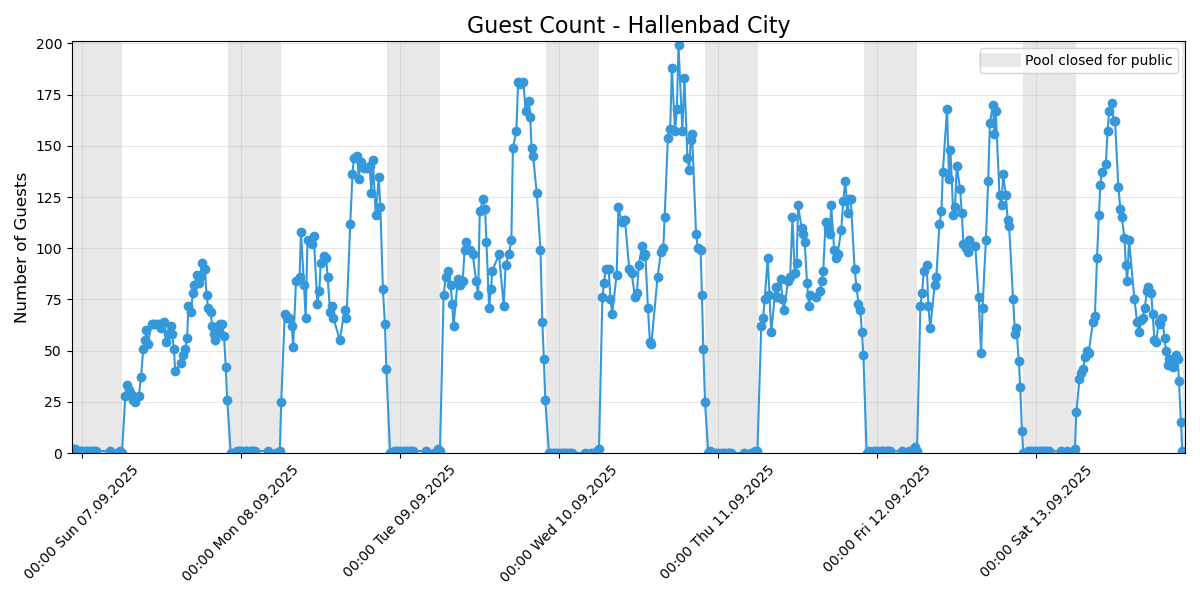 Guest Count - Hallenbad City
Pool closed for public
Number of Guests
200
175
150
125
100
75
50
25
0
00:00 Sun 07.09.2025
00:00 Mon 08.09.2025
00:00 Tue 09.09.2025
00:00 Wed 10.09.2025
00:00 Thu 11.09.2025
00:00 Fri 12.09.2025
00:00 Sat 13.09.2025